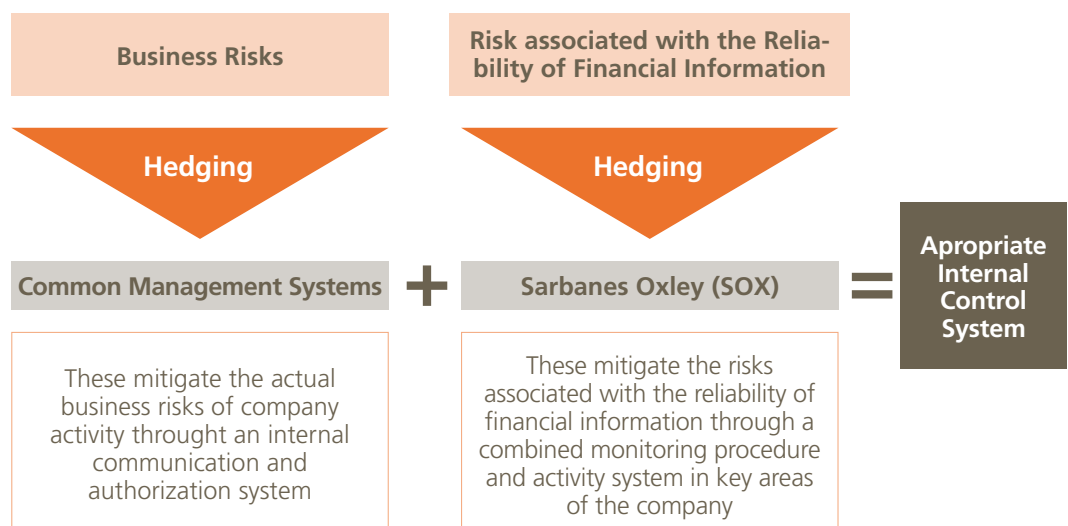 Business Risks
Risk associated with the Relia-
bility of Financial Information
Hedging
Hedging
Common Management Systems
+
Sarbanes Oxley (SOX)
=
Apropriate
Internal
Control
System
These mitigate the actual
business risks of company
activity throught an internal
communication and
authorization system
These mitigate the risks
associated with the reliability of
financial information through a
combined monitoring procedure
and activity system in key areas
of the company